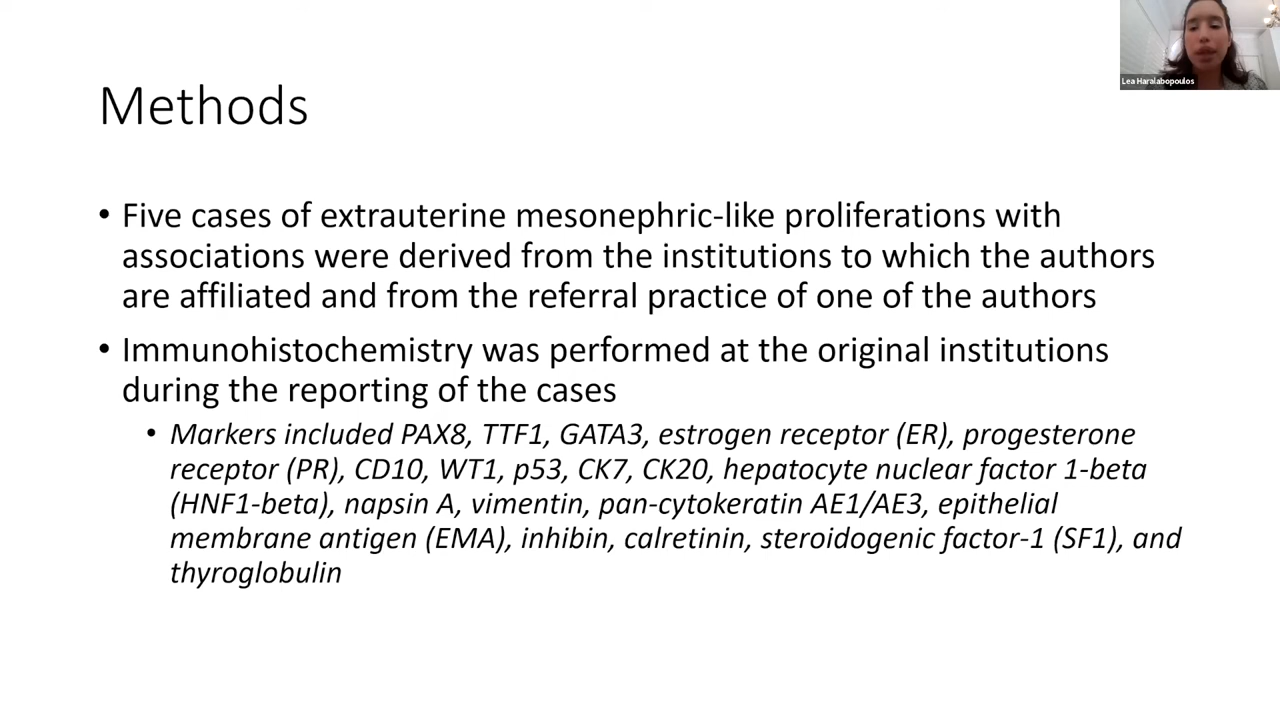 Lea Haralabopoulos
Methods
• Five cases of extrauterine mesonephric-like proliferations with
associations were derived from the institutions to which the authors
are affiliated and from the referral practice of one of the authors
• Immunohistochemistry was performed at the original institutions
during the reporting of the cases
• Markers included PAX8, TTF1, GATA3, estrogen receptor (ER), progesterone
receptor (PR), CD10, WT1, p53, CK7, CK20, hepatocyte nuclear factor 1-beta
(HNF1-beta), napsin A, vimentin, pan-cytokeratin AE1/AE3, epithelial
membrane antigen (EMA), inhibin, calretinin, steroidogenic factor-1 (SF1), and
thyroglobulin